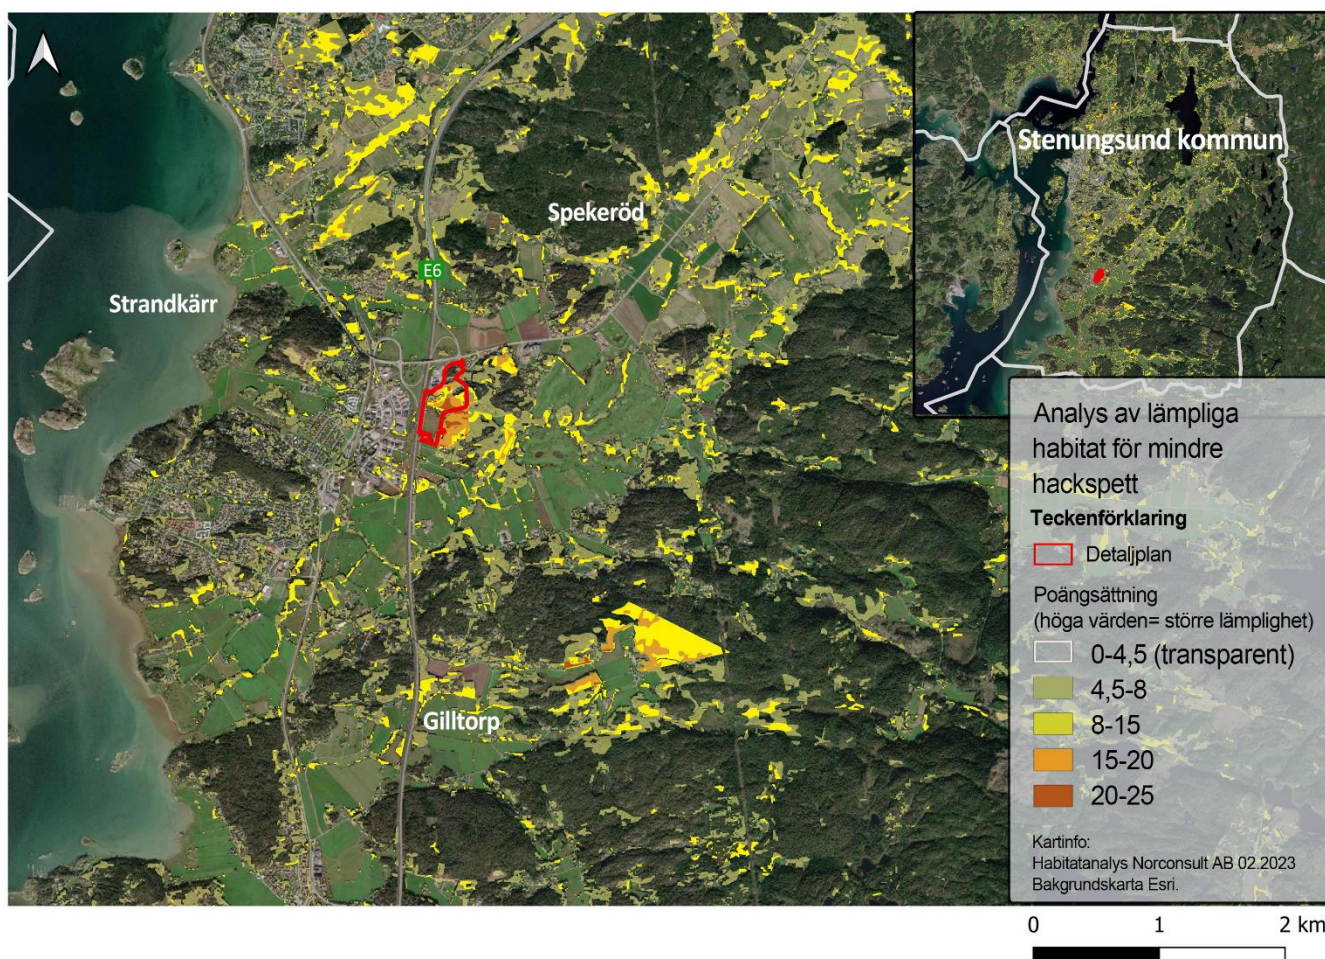 Stenungsund kommun
Spekeröd
E6
Strandkärr
Gilltorp
Analys av lämpliga
habitat för mindre
hackspett
Teckenförklaring
Detaljplan
Poängsättning
(höga värden= större lämplighet)
0-4,5 (transparent)
4,5-8
8-15
15-20
20-25
Kartinfo:
Habitatanalys Norconsult AB 02.2023
Bakgrundskarta Esri.
0 1 2 km